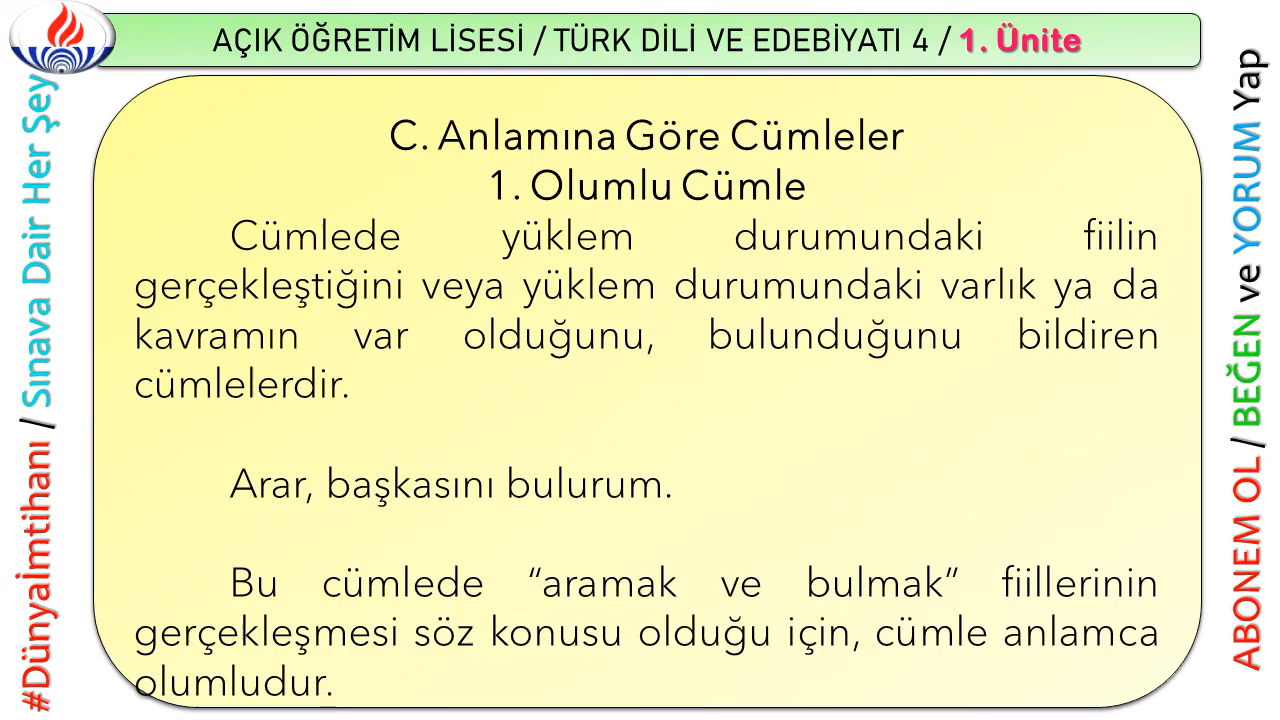 AÇIK ÖĞRETİM LİSESİ / TÜRK DİLİ VE EDEBİYATI 4 / 1. Ünite
#Dünyaİmtihanı / Sınava Dair Her Şey
C. Anlamına Göre Cümleler
1. Olumlu Cümle
Cümlede yüklem durumundaki fiilin
gerçekleştiğini veya yüklem durumundaki varlık ya da
kavramın var olduğunu, bulunduğunu bildiren
cümlelerdir.
Arar, başkasını bulurum.
Bu cümlede “aramak ve bulmak” fiillerinin
gerçekleşmesi söz konusu olduğu için, cümle anlamca
olumludur.
ABONEM OL / BEĞEN ve YORUM Yap